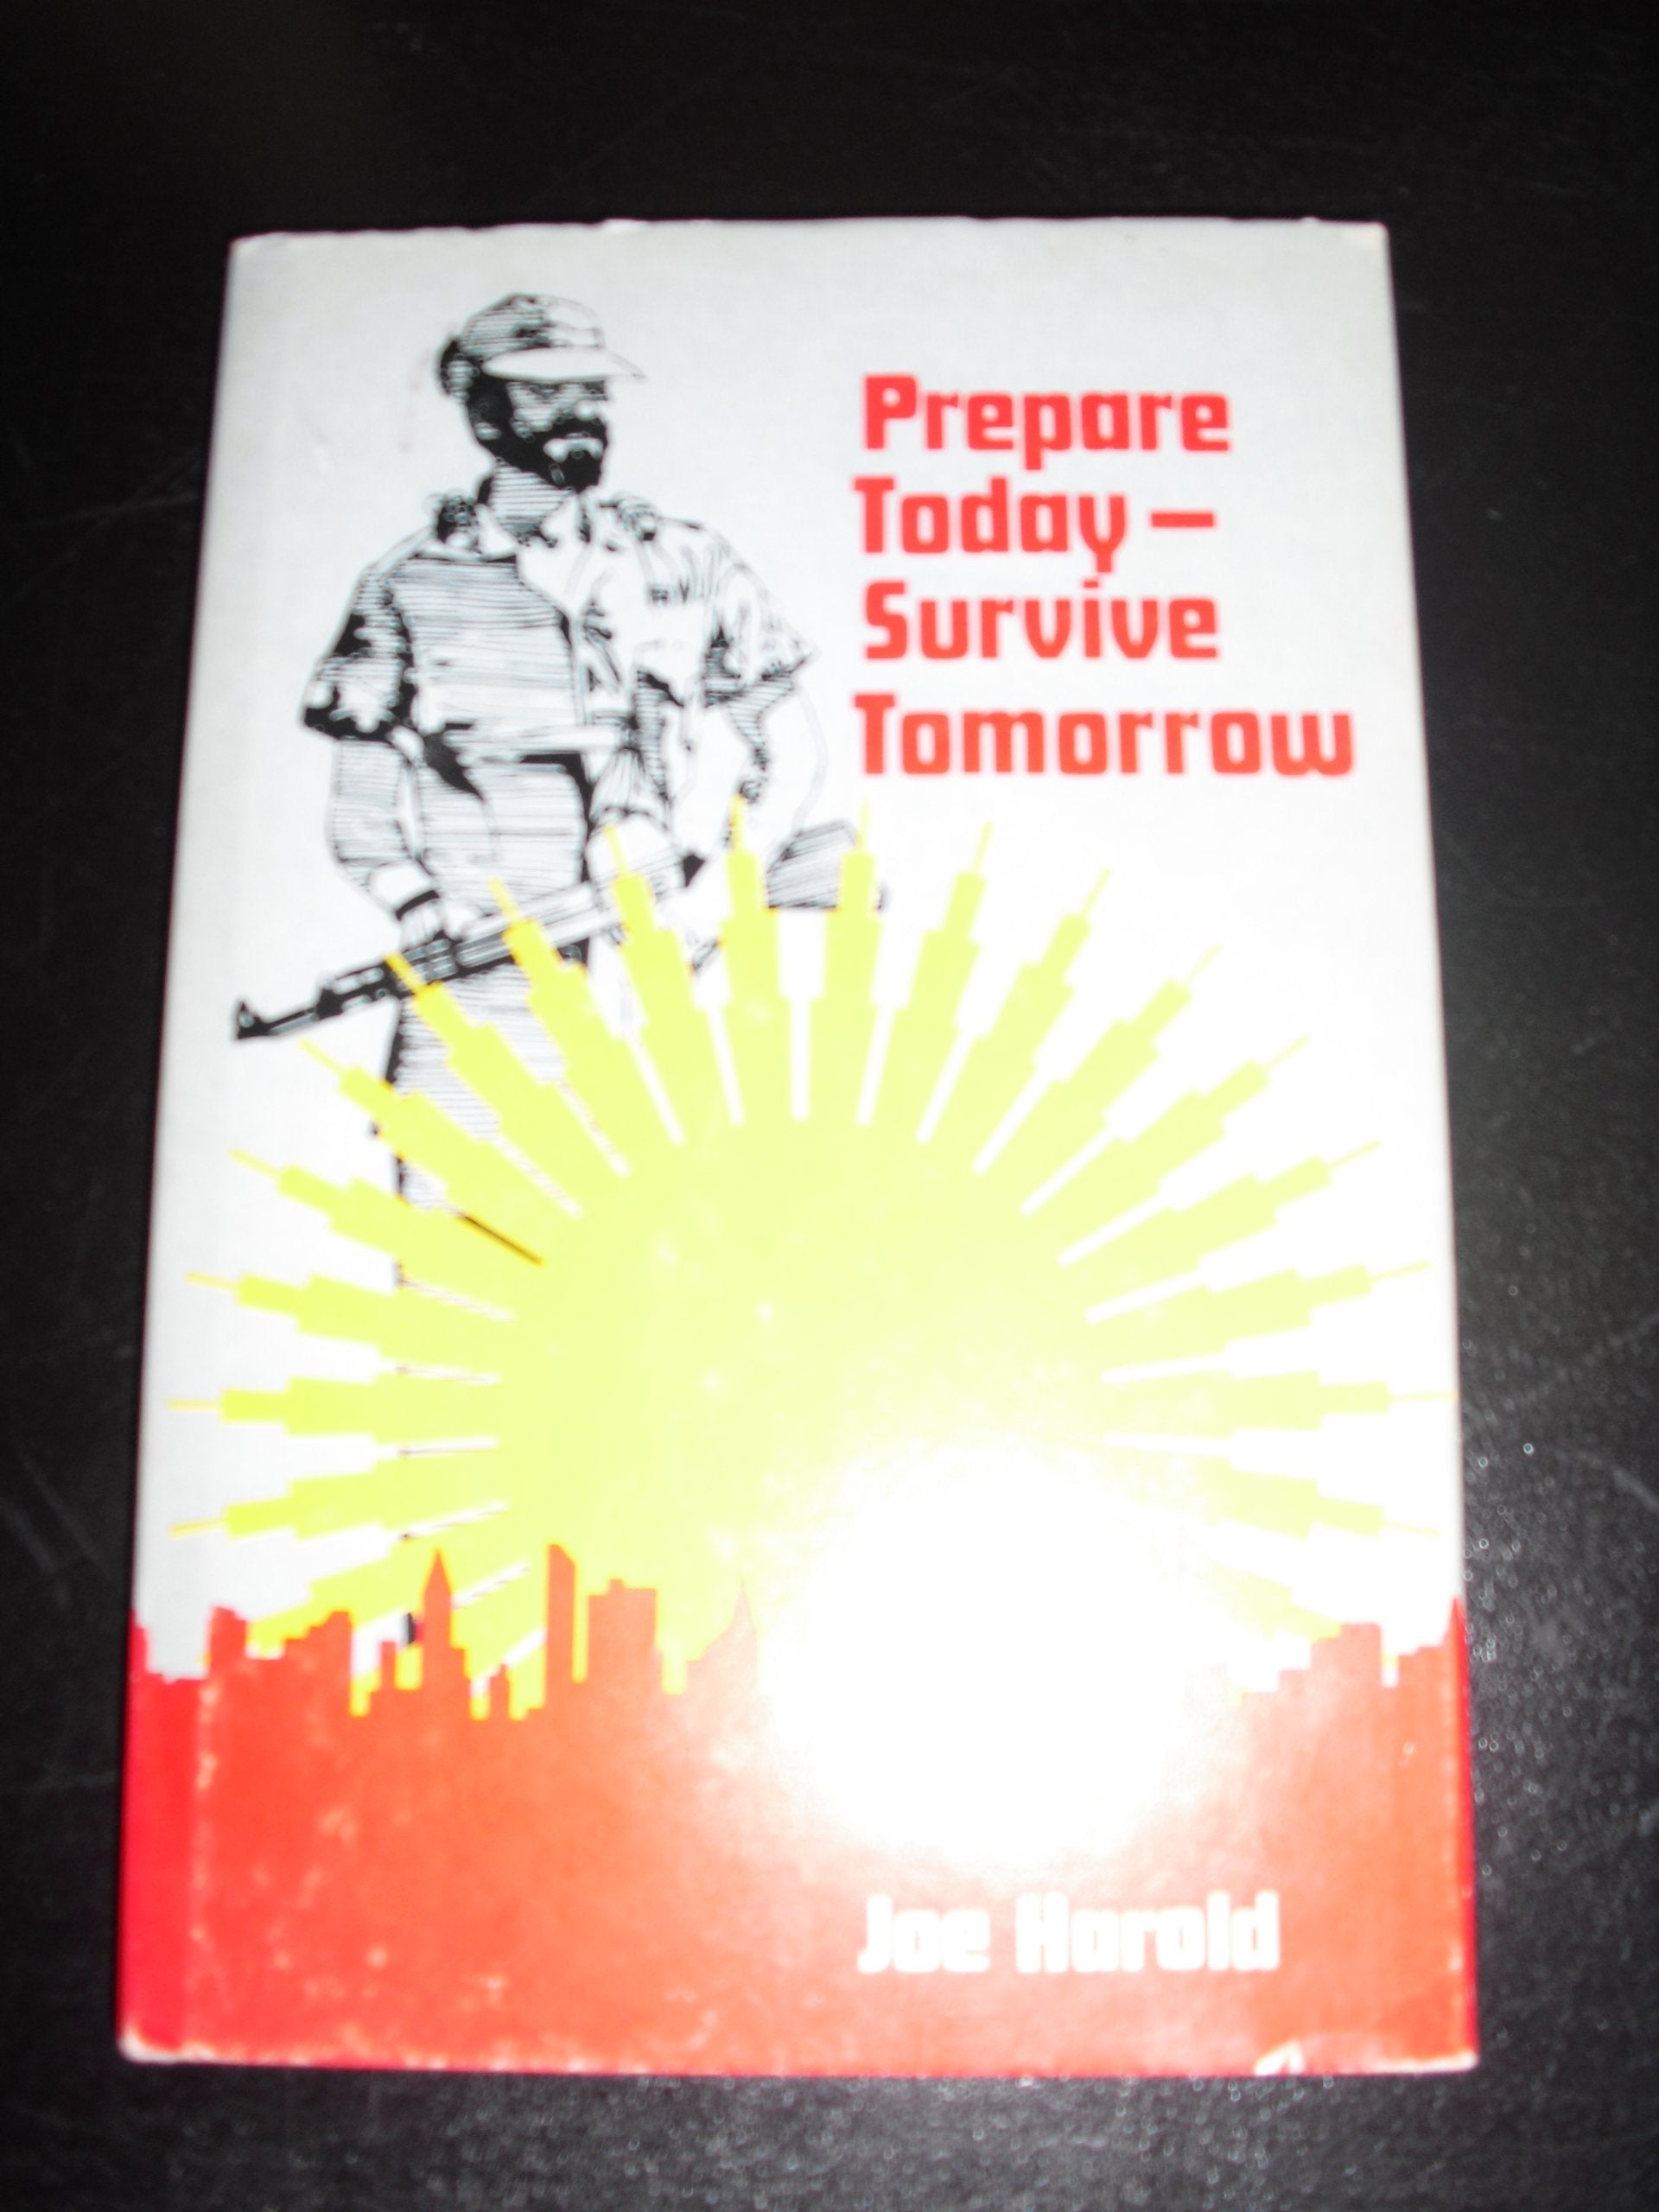 Prepare
Today –
Survive
Tomorrow
Joe Harold